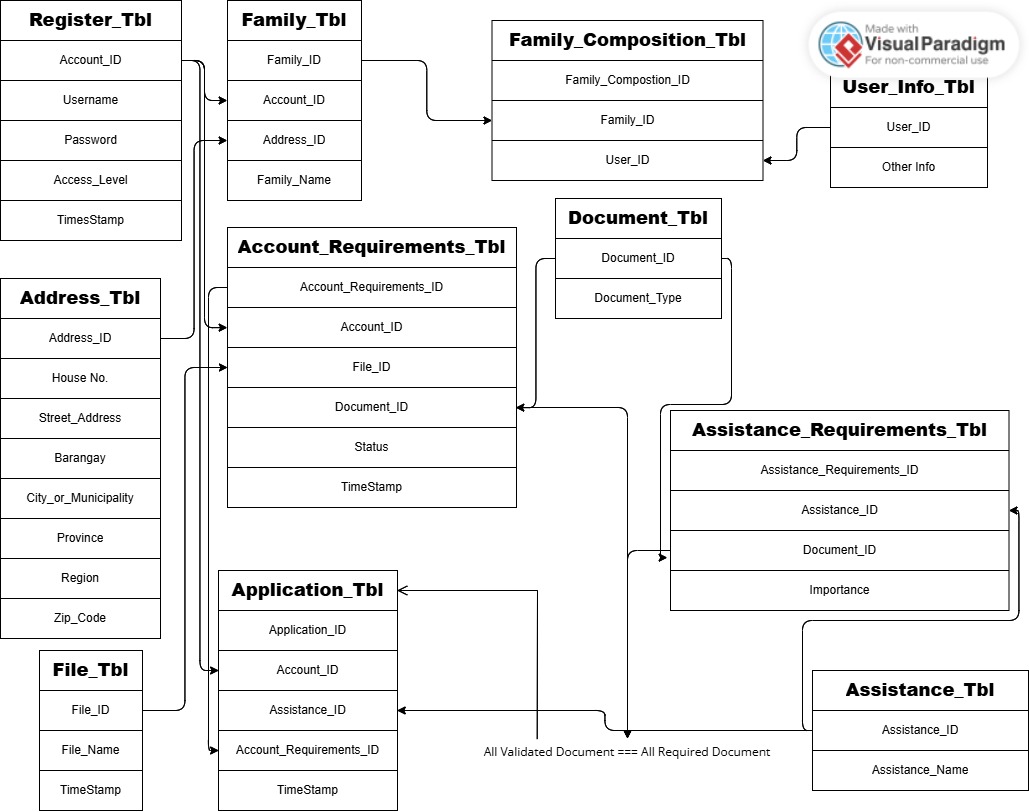 Register_Tbl
Account_ID
Username
Password
Access_Level
TimesStamp
Family_Tbl
Family_ID
Account_ID
Address_ID
Family_Name
Family_Composition_Tbl
Family_Compostion_ID
Family_ID
User_ID
Made with
Visual Paradigm
For non-commercial use
User_Info_Tbl
User_ID
Other Info
Document_Tbl
Document_ID
Document_Type
Account_Requirements_Tbl
Account_Requirements_ID
Account_ID
File_ID
Document_ID
Status
TimeStamp
Address_Tbl
Address_ID
House No.
Street_Address
Barangay
City_or_Municipality
Province
Region
Zip_Code
Assistance_Requirements_Tbl
Assistance_Requirements_ID
Assistance_ID
Document_ID
Importance
Application_Tbl
Application_ID
Account_ID
Assistance_ID
Account_Requirements_ID
TimeStamp
File_Tbl
File_ID
File_Name
TimeStamp
All Validated Document === All Required Document
Assistance_Tbl
Assistance_ID
Assistance_Name